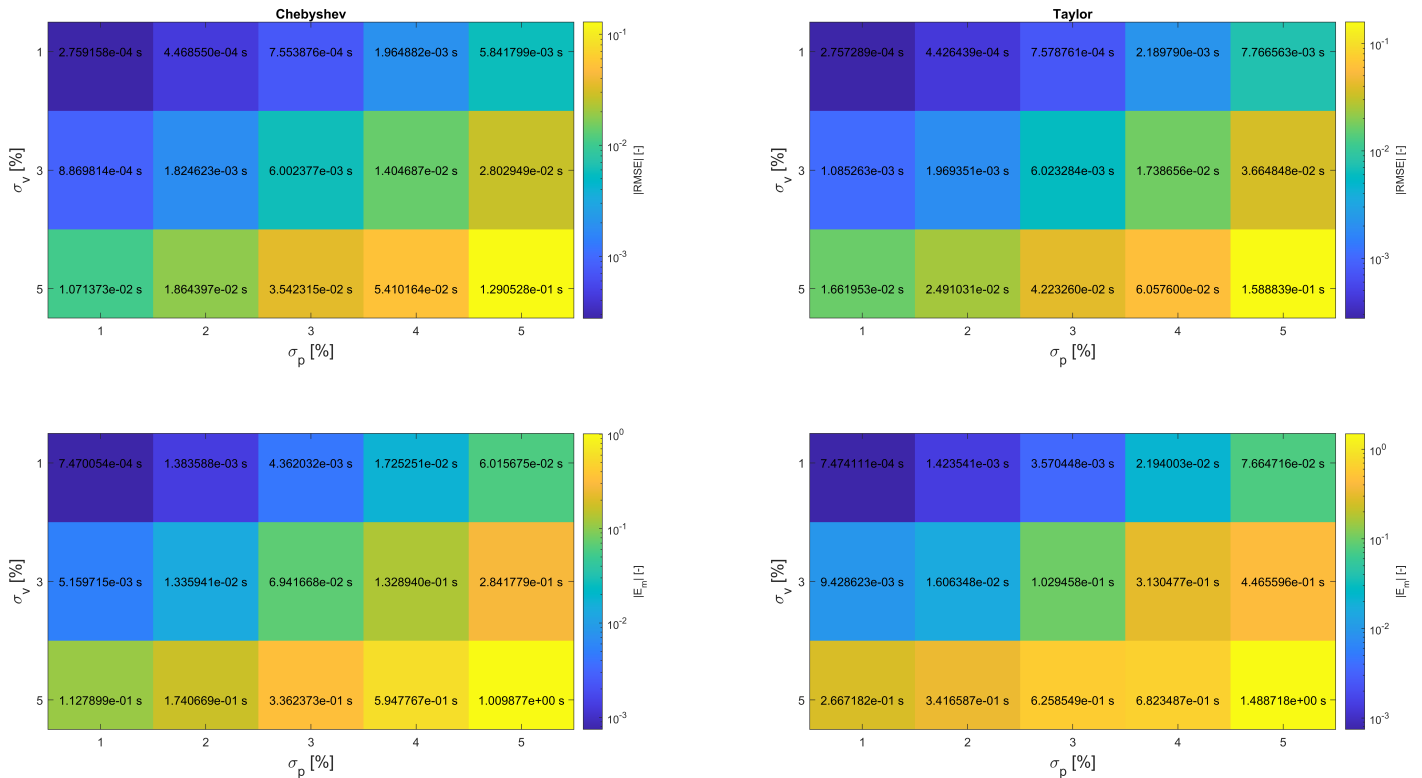 Chebyshev
1 2.759158e-04 s 4.468550e-04 s 7.553876e-04 s 1.964882e-03 s 5.841799e-03 s
3 8.869814e-04 s 1.824623e-03 s 6.002377e-03 s 1.404687e-02 s 2.802949e-02 s
5 1.071373e-02 s 1.864397e-02 s 3.542315e-02 s 5.410164e-02 s 1.290528e-01 s
σv [%]
1 2 3 4 5
σp [%]
10-1
10-2
10-3
|RMSE| [-]
Taylor
1 2.757289e-04 s 4.426439e-04 s 7.578761e-04 s 2.189790e-03 s 7.766563e-03 s
3 1.085263e-03 s 1.969351e-03 s 6.023284e-03 s 1.738656e-02 s 3.664848e-02 s
5 1.661953e-02 s 2.491031e-02 s 4.223260e-02 s 6.057600e-02 s 1.588839e-01 s
σv [%]
1 2 3 4 5
σp [%]
10-1
10-2
10-3
|RMSE| [-]
1 7.470054e-04 s 1.383588e-03 s 4.362032e-03 s 1.725251e-02 s 6.015675e-02 s
3 5.159715e-03 s 1.335941e-02 s 6.941668e-02 s 1.328940e-01 s 2.841779e-01 s
5 1.127899e-01 s 1.740669e-01 s 3.362373e-01 s 5.947767e-01 s 1.009877e+00 s
σv [%]
1 2 3 4 5
σp [%]
100
10-1
10-2
10-3
|Em| [-]
1 7.474111e-04 s 1.423541e-03 s 3.570448e-03 s 2.194003e-02 s 7.664716e-02 s
3 9.428623e-03 s 1.606348e-02 s 1.029458e-01 s 3.130477e-01 s 4.465596e-01 s
5 2.667182e-01 s 3.416587e-01 s 6.258549e-01 s 6.823487e-01 s 1.488718e+00 s
σv [%]
1 2 3 4 5
σp [%]
100
10-1
10-2
10-3
|Em| [-]